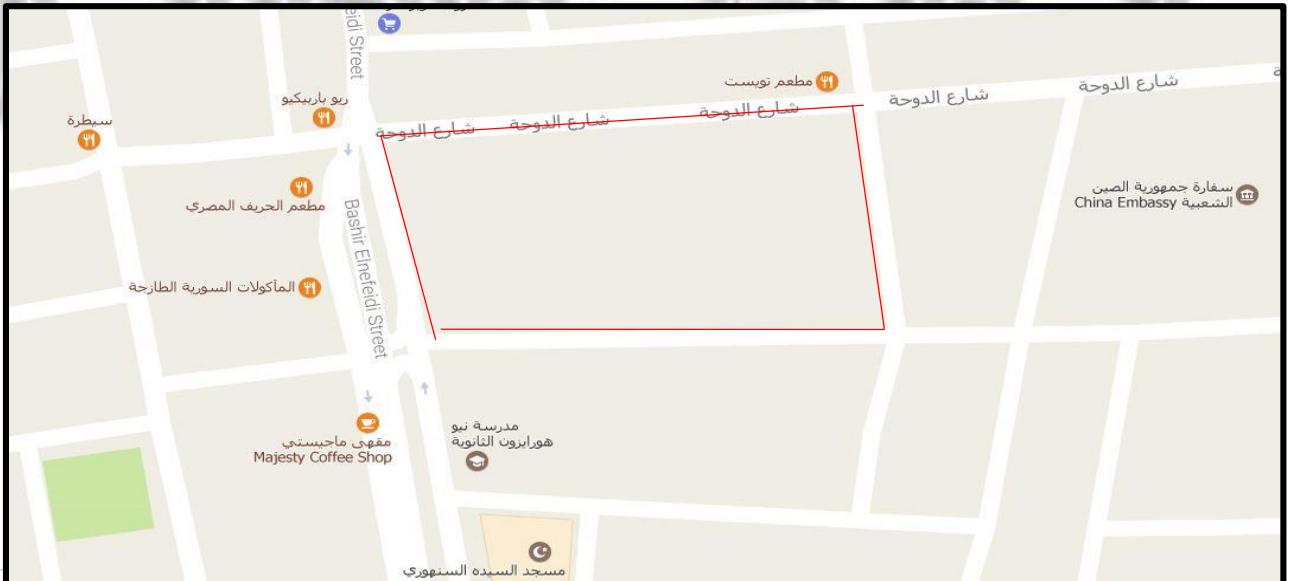 eidi Street
مطعم تويست
شارع الدوحة
شارع الدوحة
ريو باربيكيو
شارع الدوحة
شارع الدوحة
شارع الدوحة
سيطرة
سفارة جمهورية الصين
الشعبية China Embassy
مطعم الحريف المصري
Bashir Elnefeidi Street
المأكولات السورية الطازجة
مدرسة نيو
هورايزون الثانوية
مقهى ماجيستي
Majesty Coffee Shop
مسجد السيده السنهوري